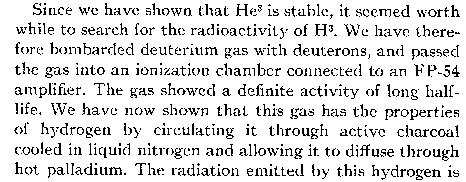 Since we have shown that He³ is stable, it seemed worth
while to search for the radioactivity of H³. We have there-
fore bombarded deuterium gas with deuterons, and passed
the gas into an ionization chamber connected to an FP-54
amplifier. The gas showed a definite activity of long half-
life. We have now shown that this gas has the properties
of hydrogen by circulating it through active charcoal
cooled in liquid nitrogen and allowing it to diffuse through
hot palladium. The radiation emitted by this hydrogen is